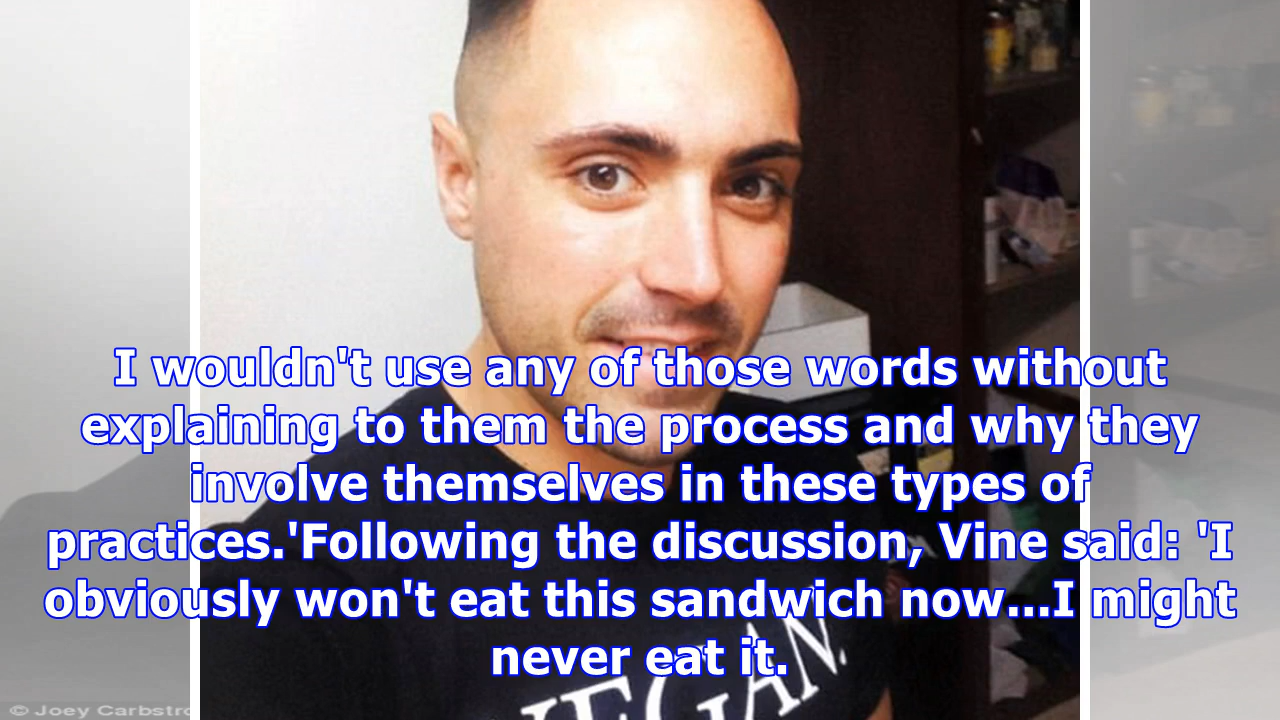 I wouldn't use any of those words without
explaining to them the process and why they
involve themselves in these types of
practices.'Following the discussion, Vine said: 'I
obviously won't eat this sandwich now...I might
never eat it.
VEGAN.
© Joey Carbstro